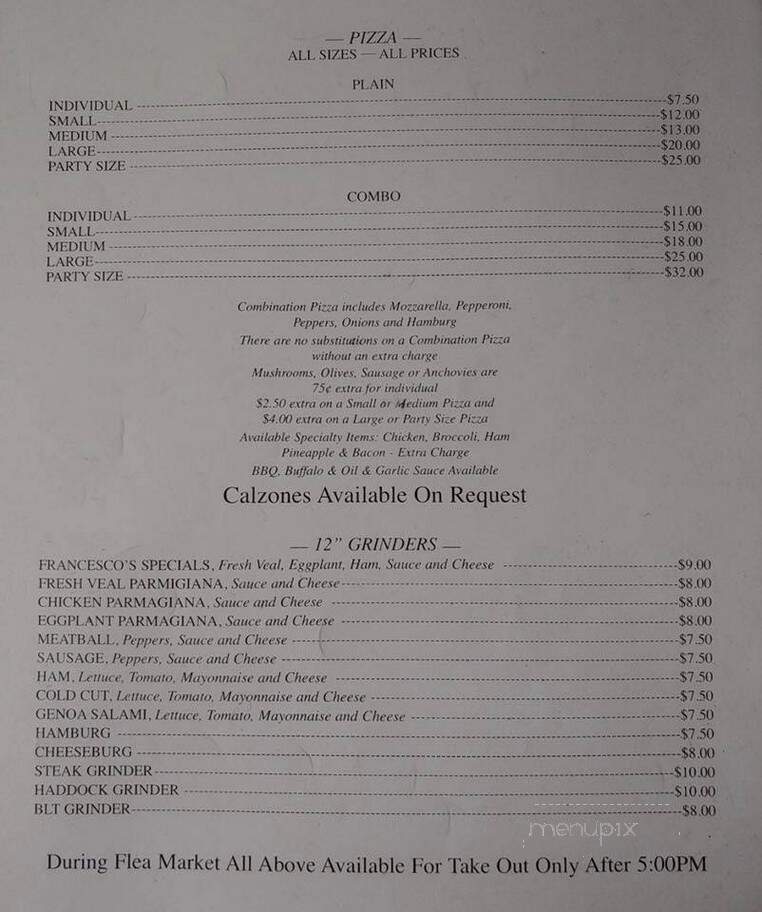 — PIZZA —
ALL SIZES — ALL PRICES
PLAIN
INDIVIDUAL ---------- $7.50
SMALL ---------- $12.00
MEDIUM ---------- $13.00
LARGE ---------- $20.00
PARTY SIZE ---------- $25.00
COMBO
INDIVIDUAL ---------- $11.00
SMALL ---------- $15.00
MEDIUM ---------- $18.00
LARGE ---------- $25.00
PARTY SIZE ---------- $32.00
Combination Pizza includes Mozzarella, Pepperoni,
Peppers, Onions and Hamburg
There are no substitutions on a Combination Pizza
without an extra charge
Mushrooms, Olives, Sausage or Anchovies are
75¢ extra for individual
$2.50 extra on a Small or Medium Pizza and
$4.00 extra on a Large or Party Size Pizza
Available Specialty Items: Chicken, Broccoli, Ham
Pineapple & Bacon - Extra Charge
BBQ, Buffalo & Oil & Garlic Sauce Available
Calzones Available On Request
— 12” GRINDERS —
FRANCESCO'S SPECIALS, Fresh Veal, Eggplant, Ham, Sauce and Cheese ---------- $9.00
FRESH VEAL PARMIGIANA, Sauce and Cheese ---------- $8.00
CHICKEN PARMAGIANA, Sauce and Cheese ---------- $8.00
EGGPLANT PARMAGIANA, Sauce and Cheese ---------- $8.00
MEATBALL, Peppers, Sauce and Cheese ---------- $7.50
SAUSAGE, Peppers, Sauce and Cheese ---------- $7.50
HAM, Lettuce, Tomato, Mayonnaise and Cheese ---------- $7.50
COLD CUT, Lettuce, Tomato, Mayonnaise and Cheese ---------- $7.50
GENOA SALAMI, Lettuce, Tomato, Mayonnaise and Cheese ---------- $7.50
HAMBURG ---------- $7.50
CHEESEBURG ---------- $8.00
STEAK GRINDER ---------- $10.00
HADDOCK GRINDER ---------- $10.00
BLT GRINDER ---------- $8.00
menupix
During Flea Market All Above Available For Take Out Only After 5:00PM